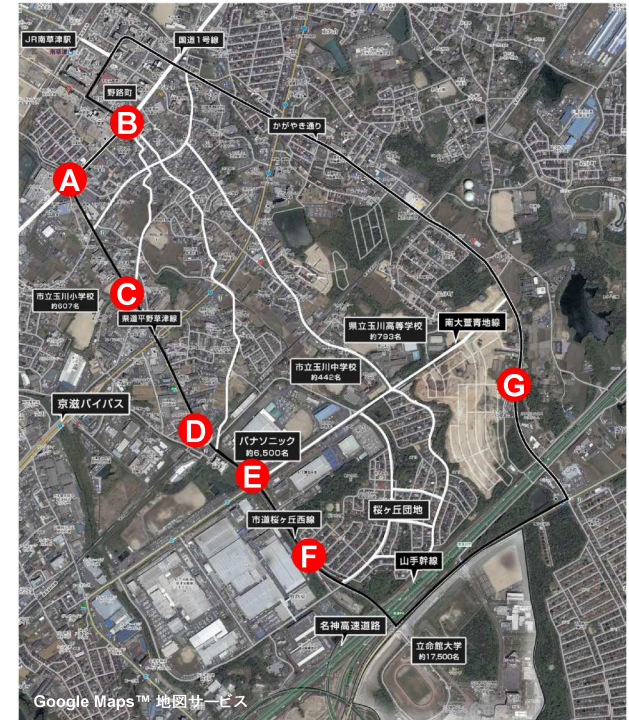 JR南草津駅
国道1号線
野路町
B
かがやき通り
A
C
市立玉川小学校
約607名
県道平野草津線
県立玉川高等学校
約793名
南大萱青地線
市立玉川中学校
約442名
G
京滋バイパス
D
パナソニック
約6,500名
E
桜ヶ丘団地
市道桜ヶ丘西線
F
山手幹線
名神高速道路
立命館大学
約17,500名
Google Maps™ 地図サービス